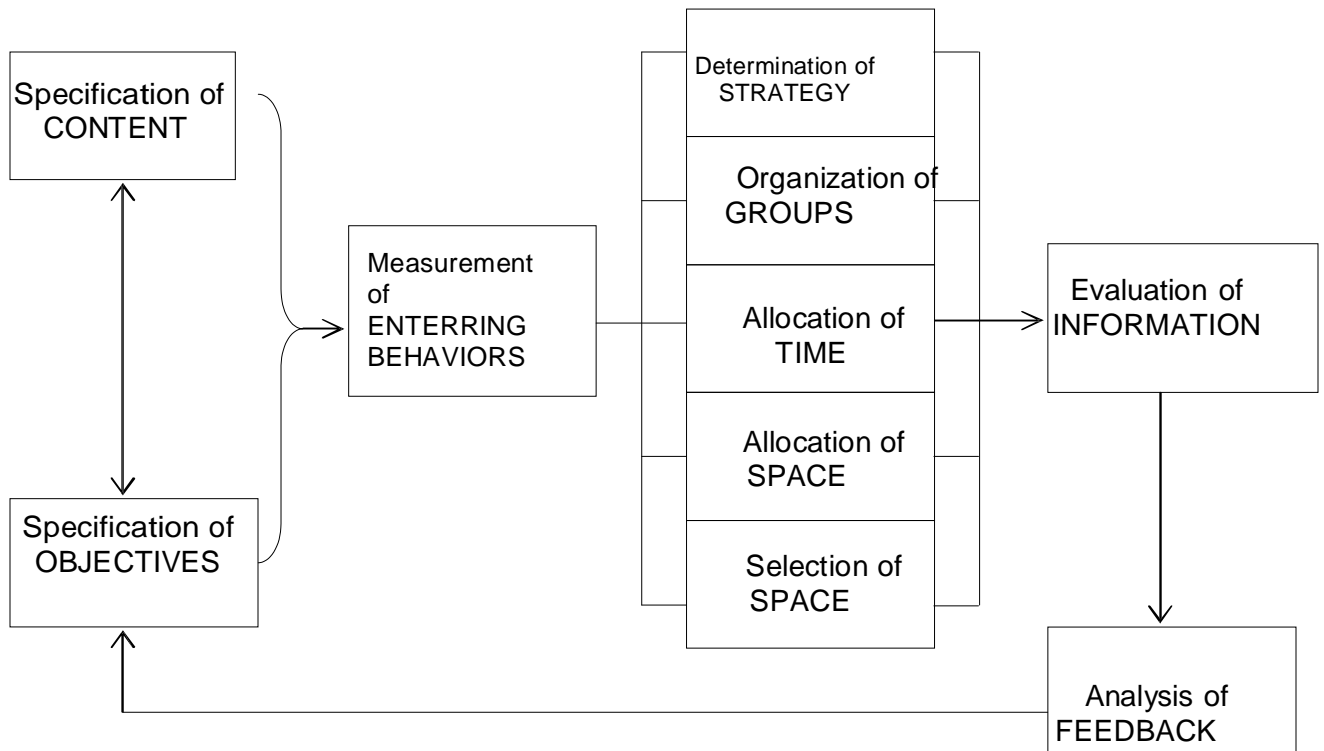 Specification of
CONTENT
Specification of
OBJECTIVES
Measurement
of
ENTERRING
BEHAVIORS
Determination of
STRATEGY
Organization of
GROUPS
Allocation of
TIME
Allocation of
SPACE
Selection of
SPACE
Evaluation of
INFORMATION
Analysis of
FEEDBACK